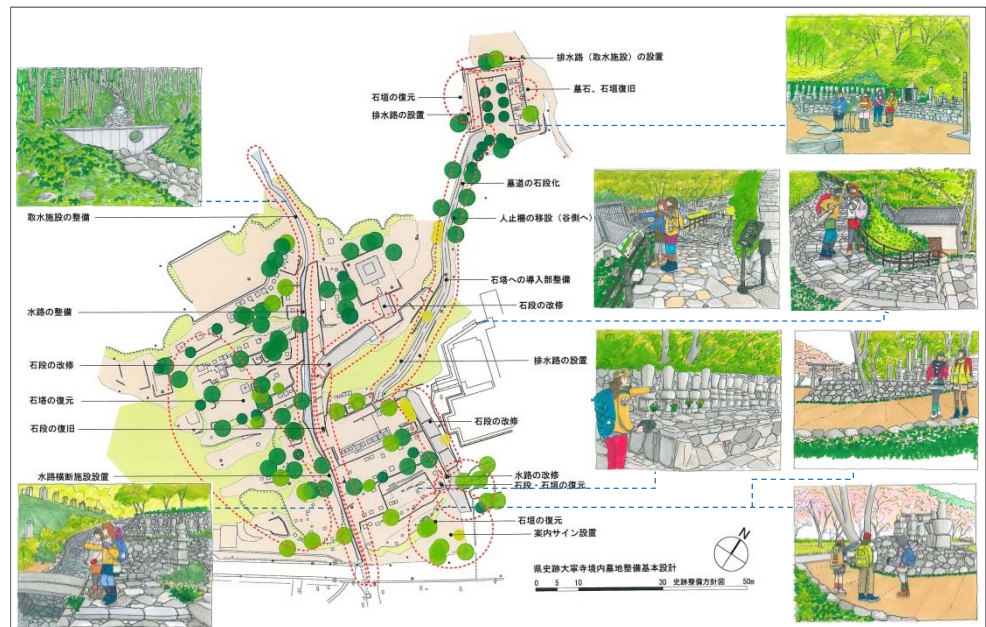 排水路（取水施設）の設置
石垣の復元
墓石、石垣復旧
排水路の設置
墓道の石段化
取水施設の整備
人止柵の移設（谷側へ）
石塔への導入部整備
石段の改修
水路の整備
排水路の設置
石段の改修
石塔の復元
石段の改修
石段の復旧
水路横断施設設置
水路の改修
石段・石垣の復元
石垣の復元
案内サイン設置
N
県史跡大寧寺境内墓地整備基本設計
史跡整備方針図
0 5 10 30 50m